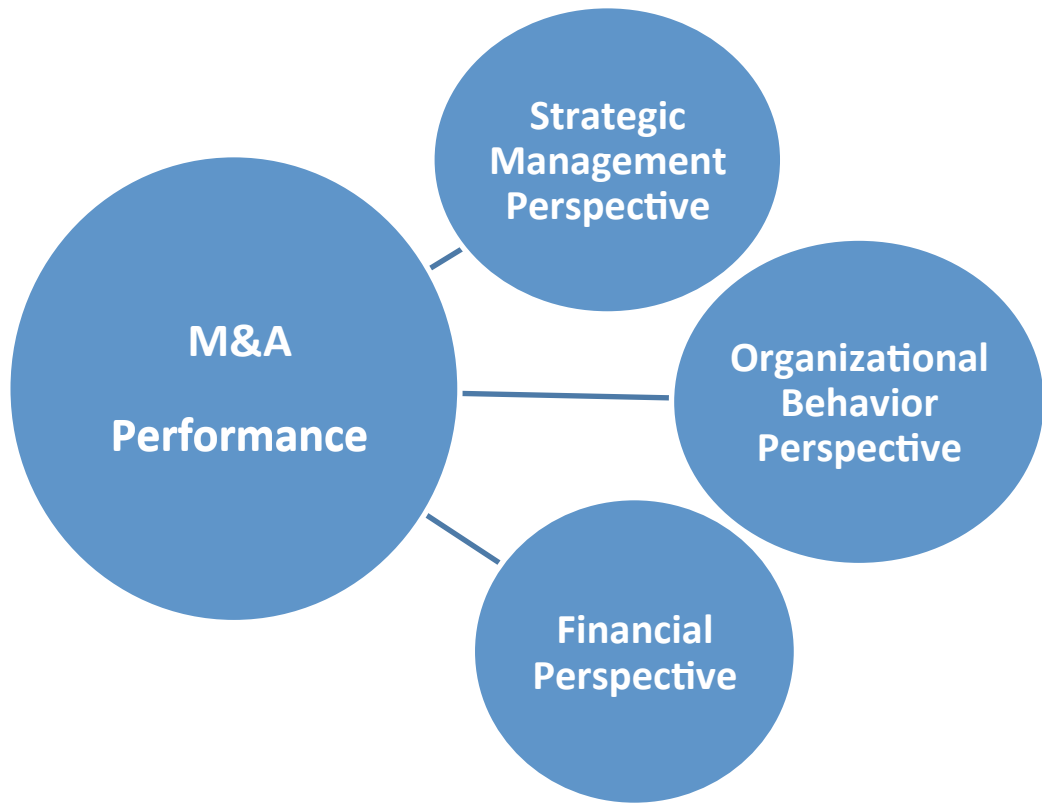 Strategic
Management
Perspective
M&A
Performance
Organizational
Behavior
Perspective
Financial
Perspective